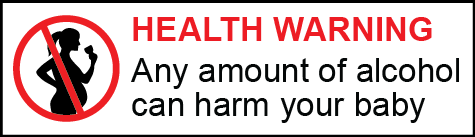 HEALTH WARNING
Any amount of alcohol
can harm your baby